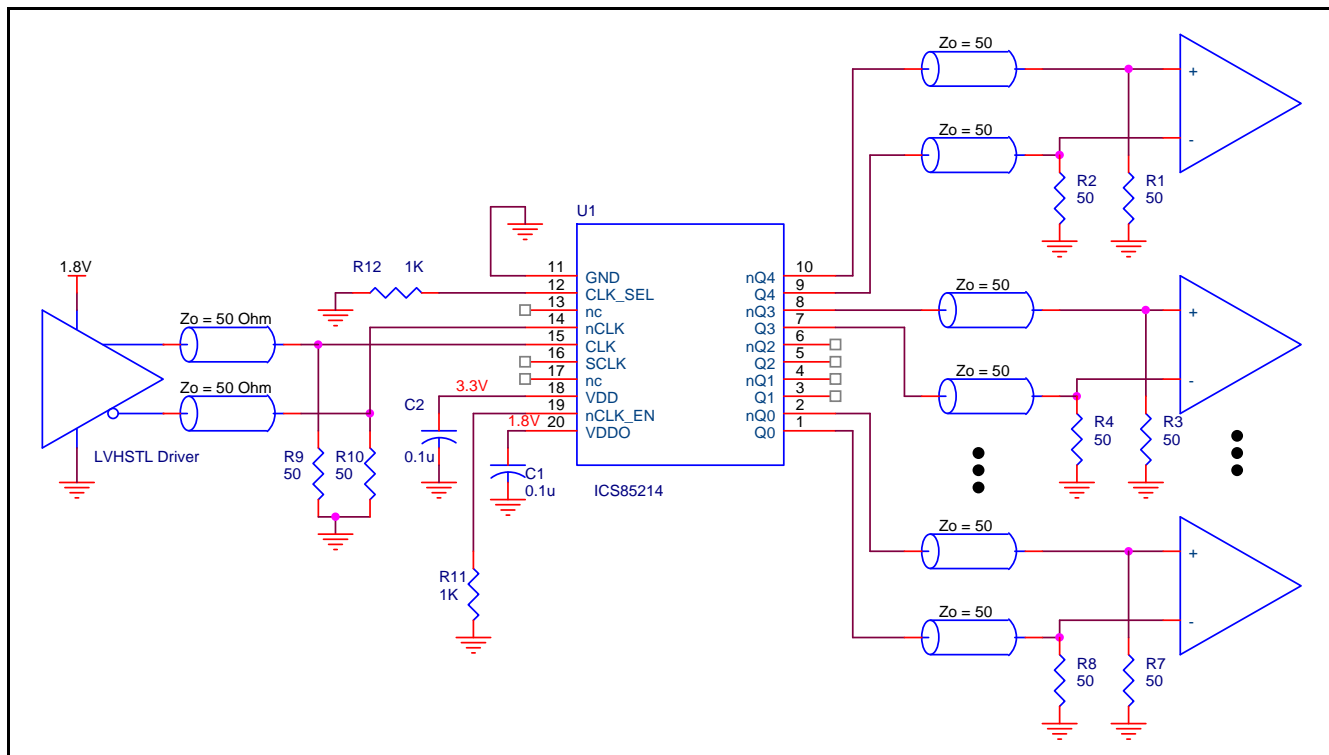 Zo = 50
+
-
Zo = 50
R2
50
R1
50
U1
1.8V
R12 1K
11 GND
12 CLK_SEL
13 nc
14 nCLK
15 CLK
16 SCLK
17 nc
18 VDD
19 nCLK_EN
20 VDDO
nQ4 10
Q4 9
nQ3 8
Q3 7
nQ2 6
Q2 5
nQ1 4
Q1 3
nQ0 2
Q0 1
ICS85214
Zo = 50 Ohm
Zo = 50 Ohm
LVHSTL Driver
R9
50
R10
50
3.3V
C2
0.1u
1.8V
C1
0.1u
R11
1K
Zo = 50
+
-
Zo = 50
R4
50
R3
50
Zo = 50
+
-
Zo = 50
R8
50
R7
50